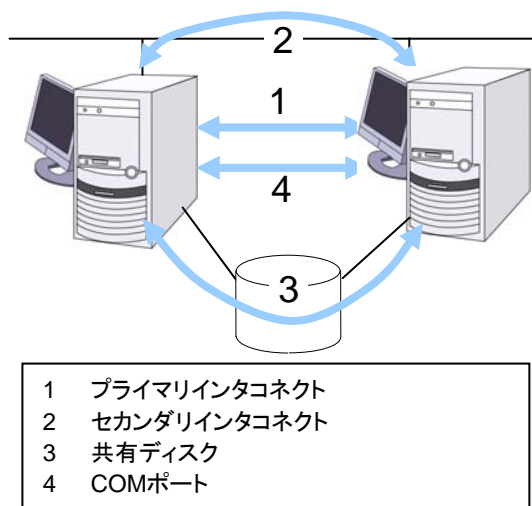 2
1
4
3
1 プライマリインタコネクト
2 セカンダリインタコネクト
3 共有ディスク
4 COMポート